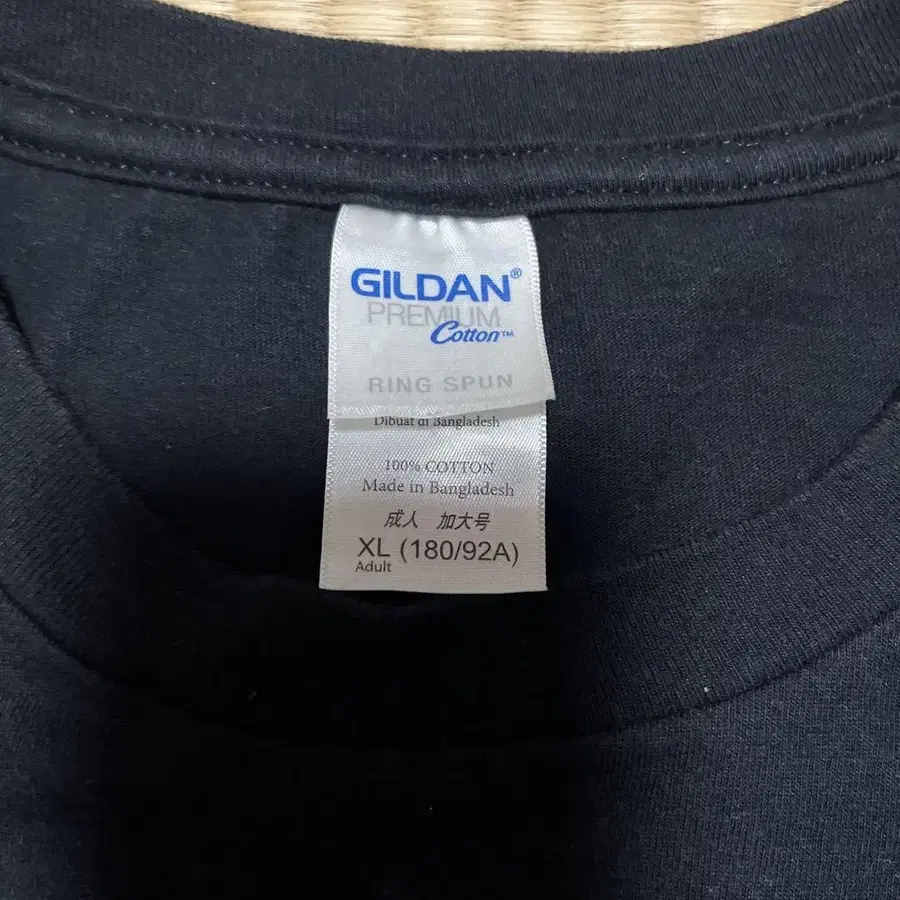 GILDAN®
PREMIUM
Cotton™
RING SPUN
Dibuat di Bangladesh
100% COTTON
Made in Bangladesh
成人 加大号
XL (180/92A)
Adult